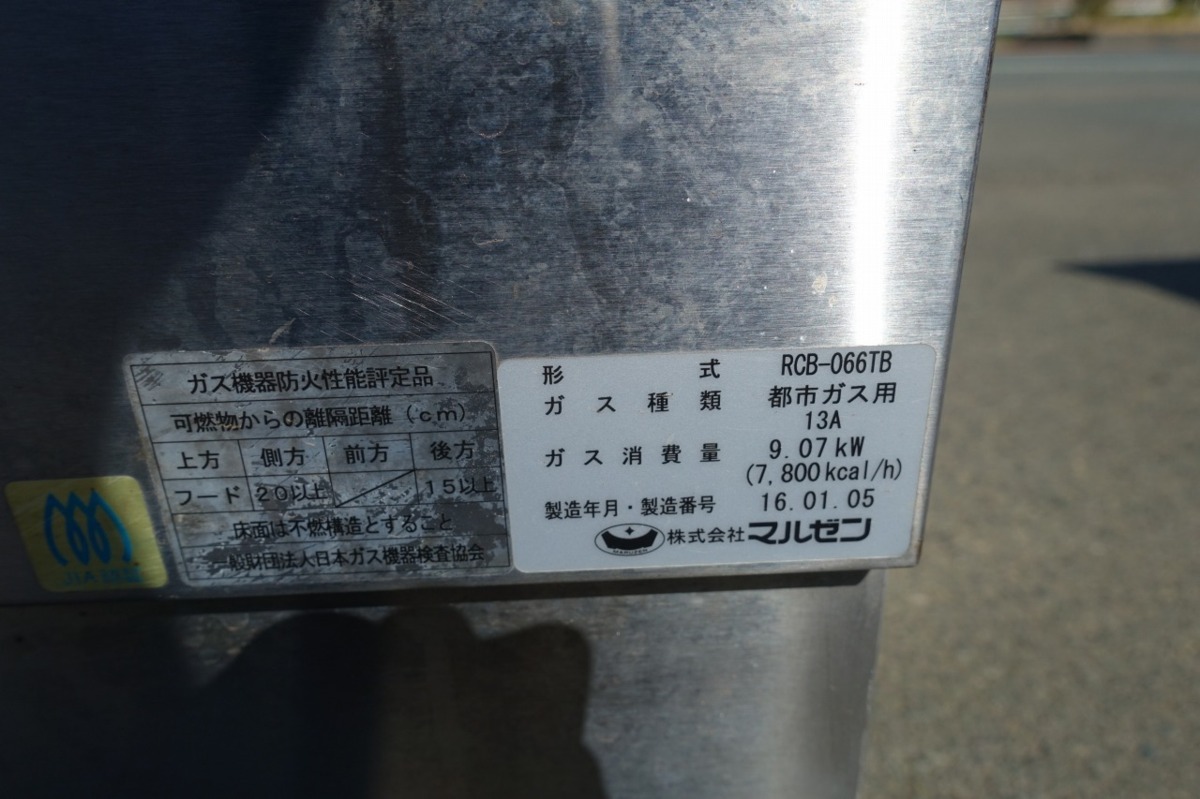 ガス機器防火性能評定品
可燃物からの離隔距離(cm)
上方 側方 前方 後方
フード 20以上 15以上
床面は不燃構造とすること
一般財団法人日本ガス機器検査協会
形式 RCB-066TB
ガス種類 都市ガス用
13A
ガス消費量 9.07kW
(7,800kcal/h)
製造年月・製造番号 16.01.05
MARUZEN 株式会社マルゼン